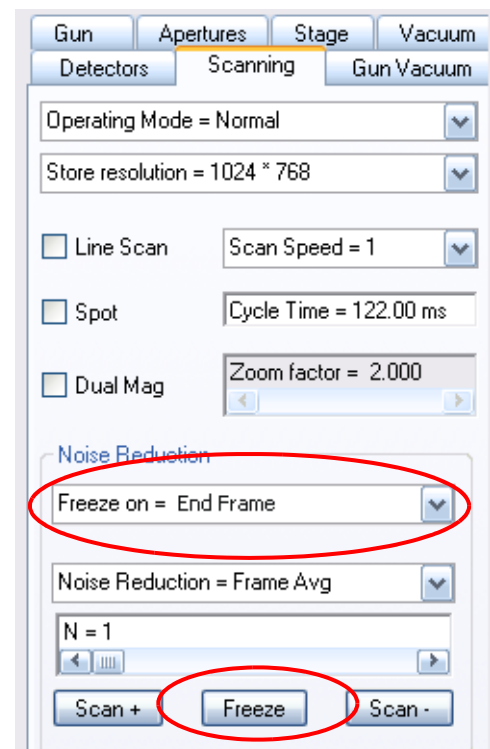 Gun Apertures Stage Vacuum
Detectors Scanning Gun Vacuum
Operating Mode = Normal
Store resolution = 1024 * 768
Line Scan Scan Speed = 1
Spot Cycle Time = 122.00 ms
Dual Mag Zoom factor = 2.000
Noise Reduction
Freeze on = End Frame
Noise Reduction = Frame Avg
N = 1
Scan + Freeze Scan -